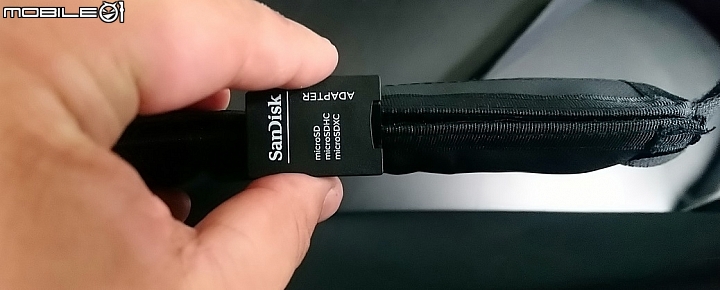 MOBILE01
SanDisk
ADAPTER
microSD
microSDHC
microSDXC